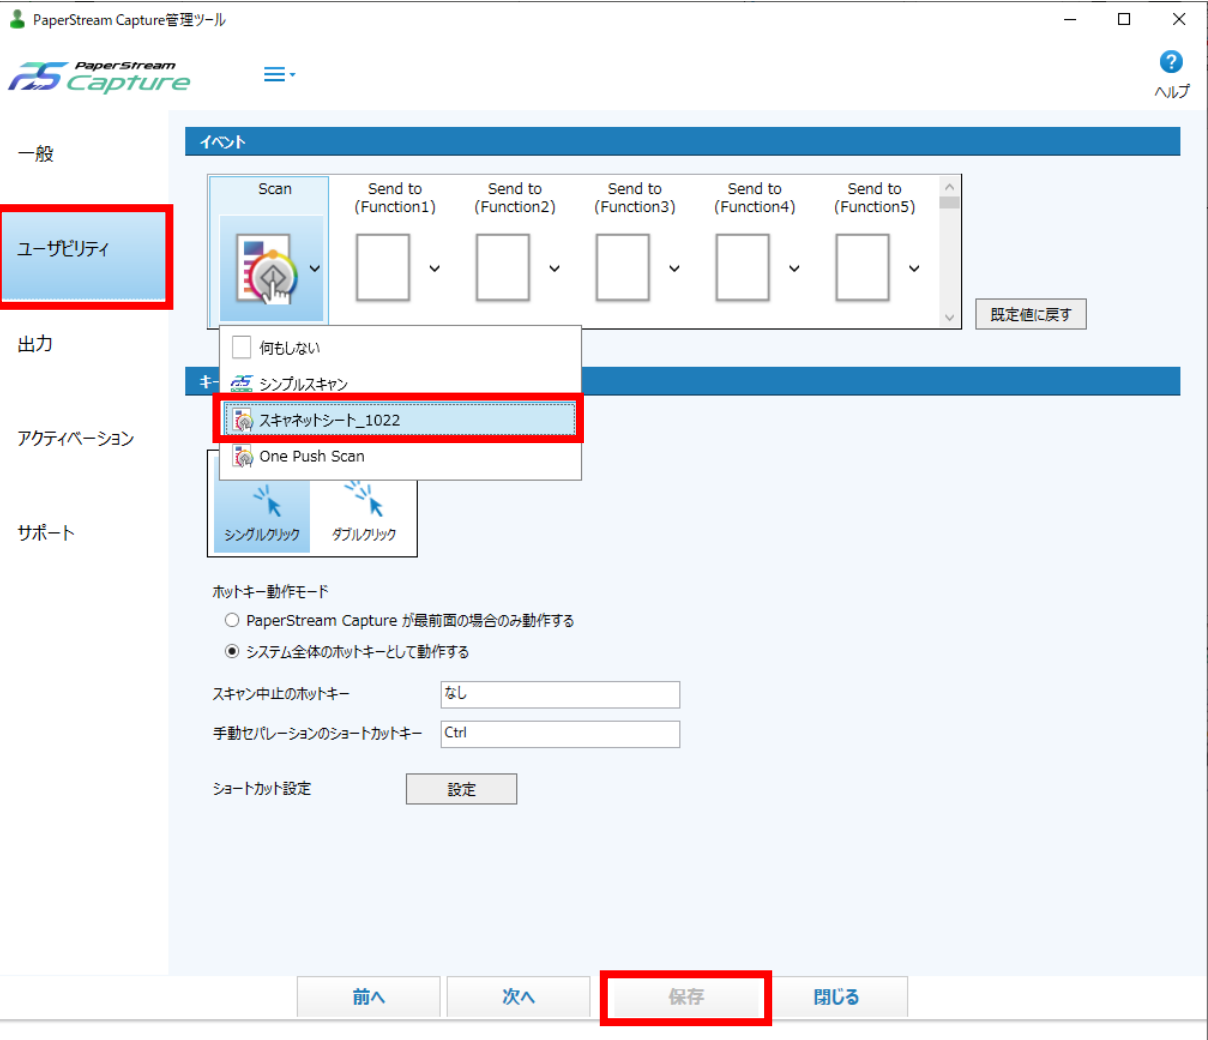 PaperStream Capture管理ツール
PaperStream
Capture
ヘルプ
一般
ユーザビリティ
出力
アクティベーション
サポート
イベント
Scan
Send to
(Function1)
Send to
(Function2)
Send to
(Function3)
Send to
(Function4)
Send to
(Function5)
既定値に戻す
何もしない
シンプルスキャン
スキャネットシート_1022
One Push Scan
キー
シングルクリック
ダブルクリック
ホットキー動作モード
PaperStream Capture が最前面の場合のみ動作する
システム全体のホットキーとして動作する
スキャン中止のホットキー
なし
手動セパレーションのショートカットキー
Ctrl
ショートカット設定
設定
前へ
次へ
保存
閉じる